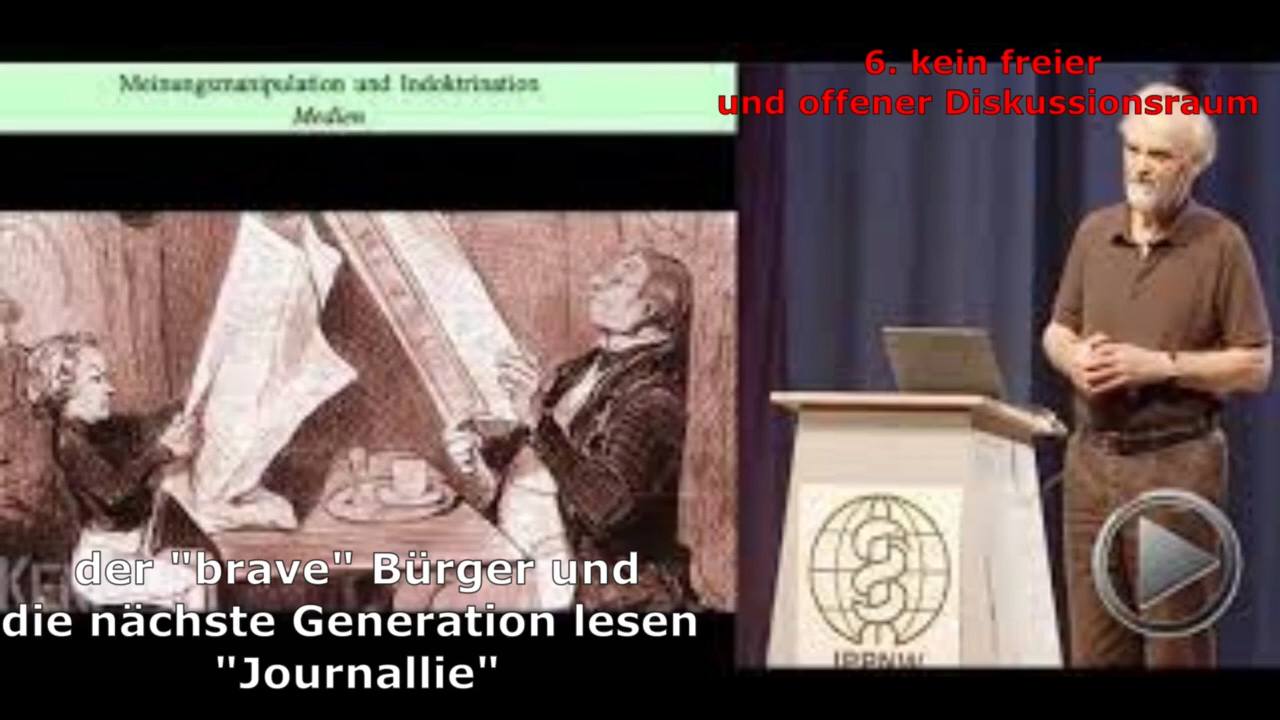 Meinungsmanipulation und Indoktrination
Medien
6. kein freier
und offener Diskussionsraum
der "brave" Bürger und
die nächste Generation lesen
"Journallie"
IPPNW